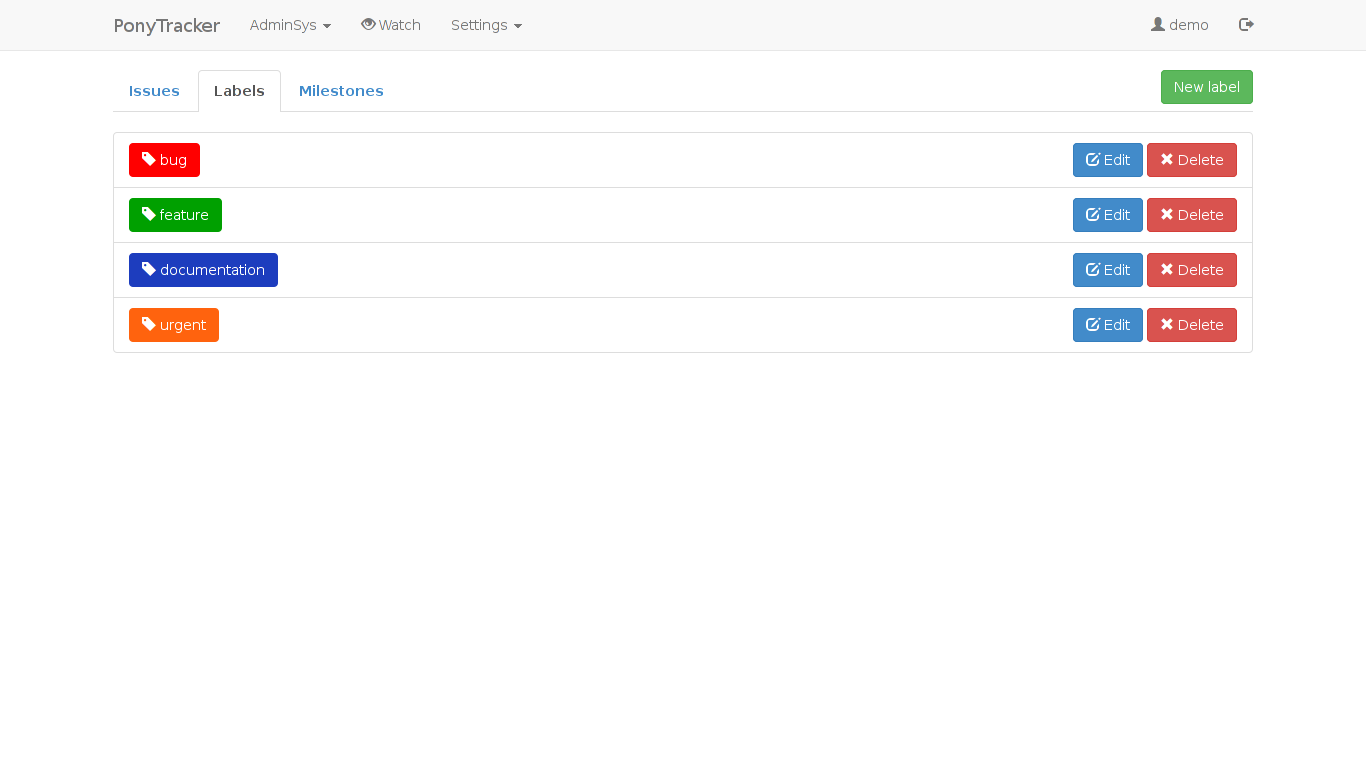 PonyTracker AdminSys Watch Settings demo
Issues Labels Milestones New label
bug Edit Delete
feature Edit Delete
documentation Edit Delete
urgent Edit Delete